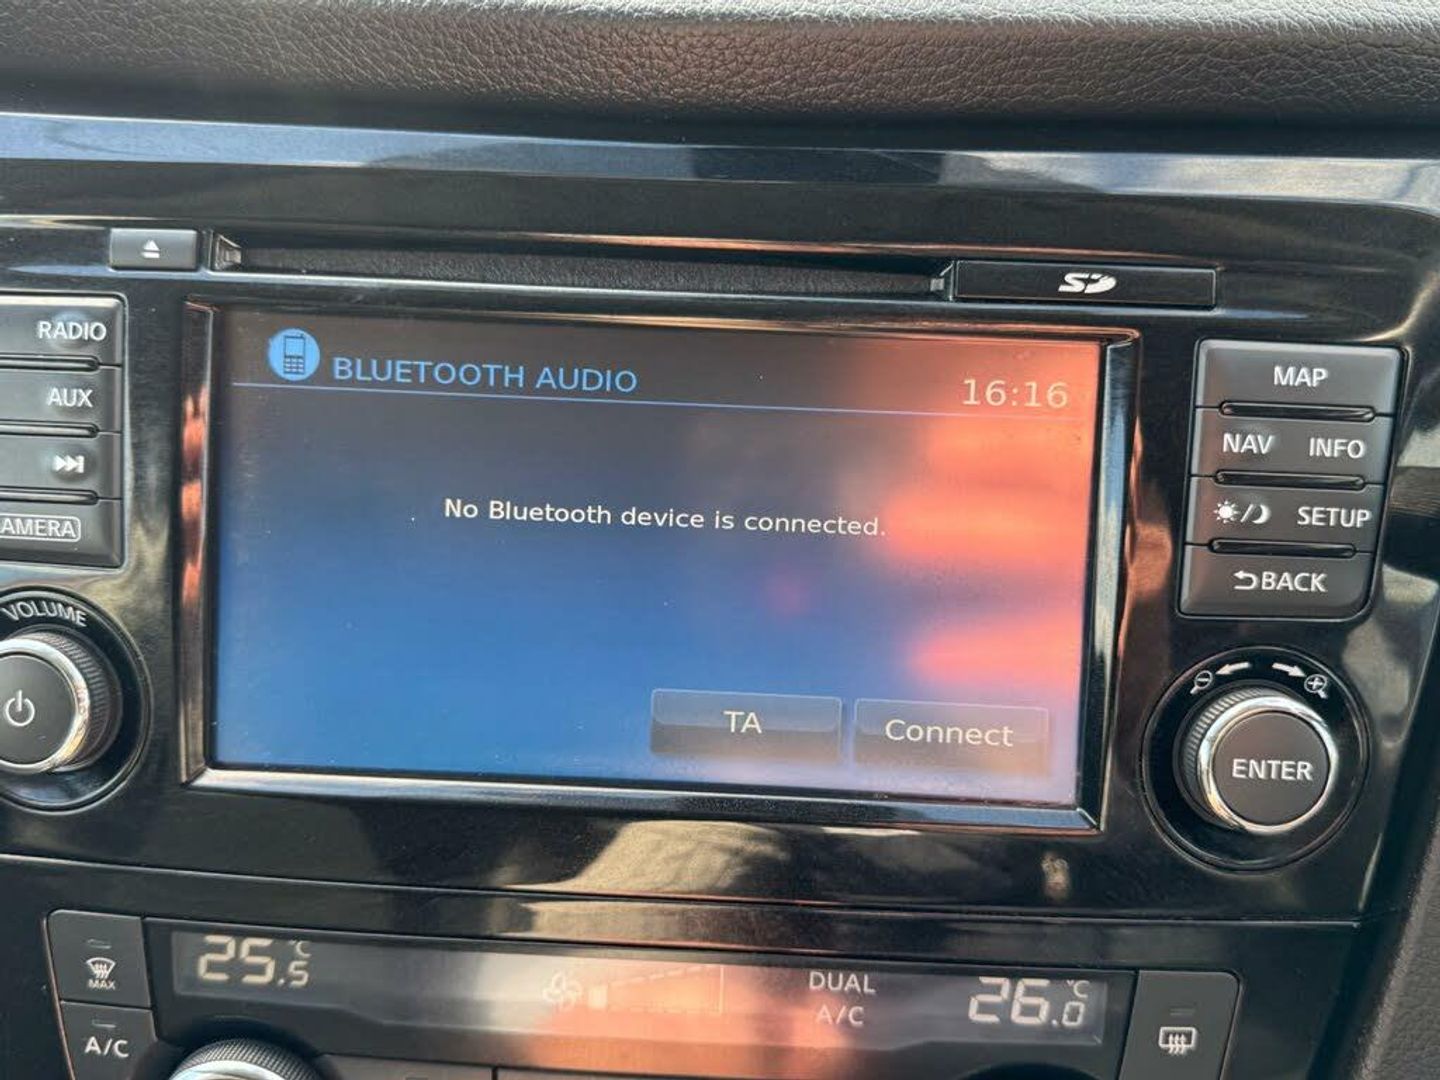 SD
RADIO
AUX
AMERA
VOLUME
BLUETOOTH AUDIO
16:16
No Bluetooth device is connected.
TA
Connect
MAP
NAV INFO
SETUP
BACK
ENTER
25.5 °C
DUAL
A/C
26.0 °C
MAX
A/C